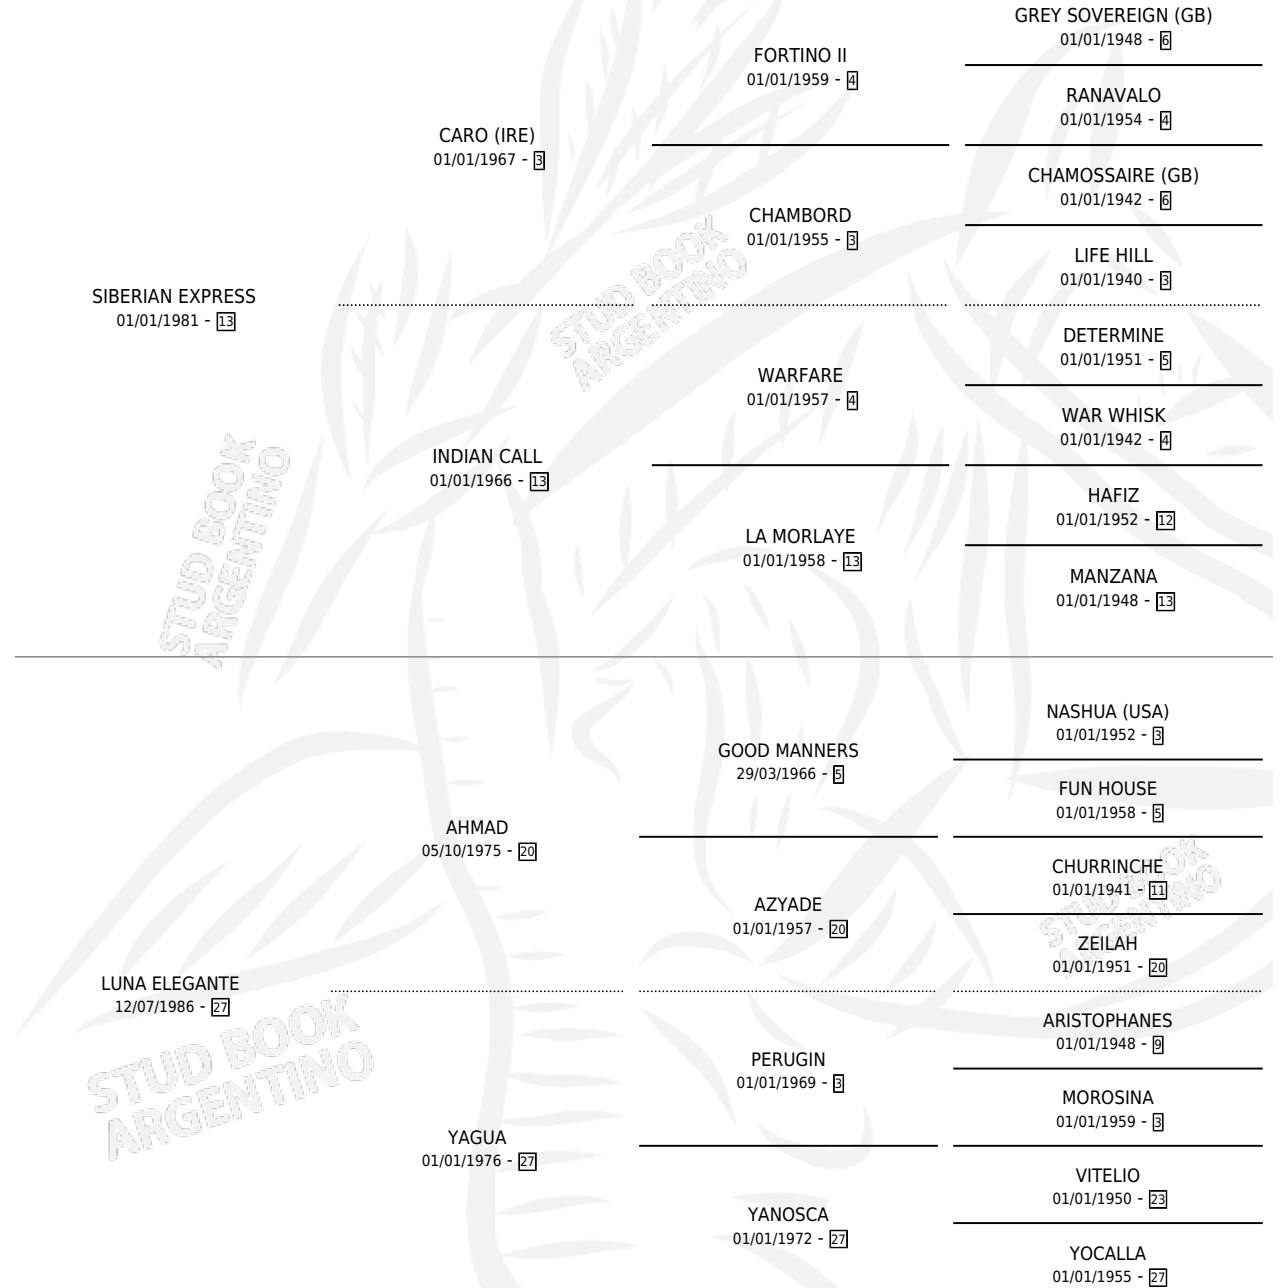 GREY SOVEREIGN (GB)
01/01/1948 - 6
FORTINO II
01/01/1959 - 4
RANAVALO
01/01/1954 - 4
CARO (IRE)
01/01/1967 - 3
CHAMOSSAIRE (GB)
01/01/1942 - 6
CHAMBORD
01/01/1955 - 3
LIFE HILL
01/01/1940 - 3
SIBERIAN EXPRESS
01/01/1981 - 13
STUD BOOK
ARGENTINO
DETERMINE
01/01/1951 - 5
WARFARE
01/01/1957 - 4
WAR WHISK
01/01/1942 - 4
INDIAN CALL
01/01/1966 - 13
HAFIZ
01/01/1952 - 12
LA MORLAYE
01/01/1958 - 13
MANZANA
01/01/1948 - 13
STUD BOOK
ARGENTINO
NASHUA (USA)
01/01/1952 - 3
GOOD MANNERS
29/03/1966 - 5
FUN HOUSE
01/01/1958 - 5
AHMAD
05/10/1975 - 20
CHURRINCHE
01/01/1941 - 11
AZYADE
01/01/1957 - 20
STUD BOOK
ARGENTINO
ZEILAH
01/01/1951 - 20
LUNA ELEGANTE
12/07/1986 - 27
ARISTOPHANES
01/01/1948 - 9
PERUGIN
01/01/1969 - 3
STUD BOOK
ARGENTINO
MOROSINA
01/01/1959 - 3
YAGUA
01/01/1976 - 27
VITELIO
01/01/1950 - 23
YANOSCA
01/01/1972 - 27
YOCALLA
01/01/1955 - 27